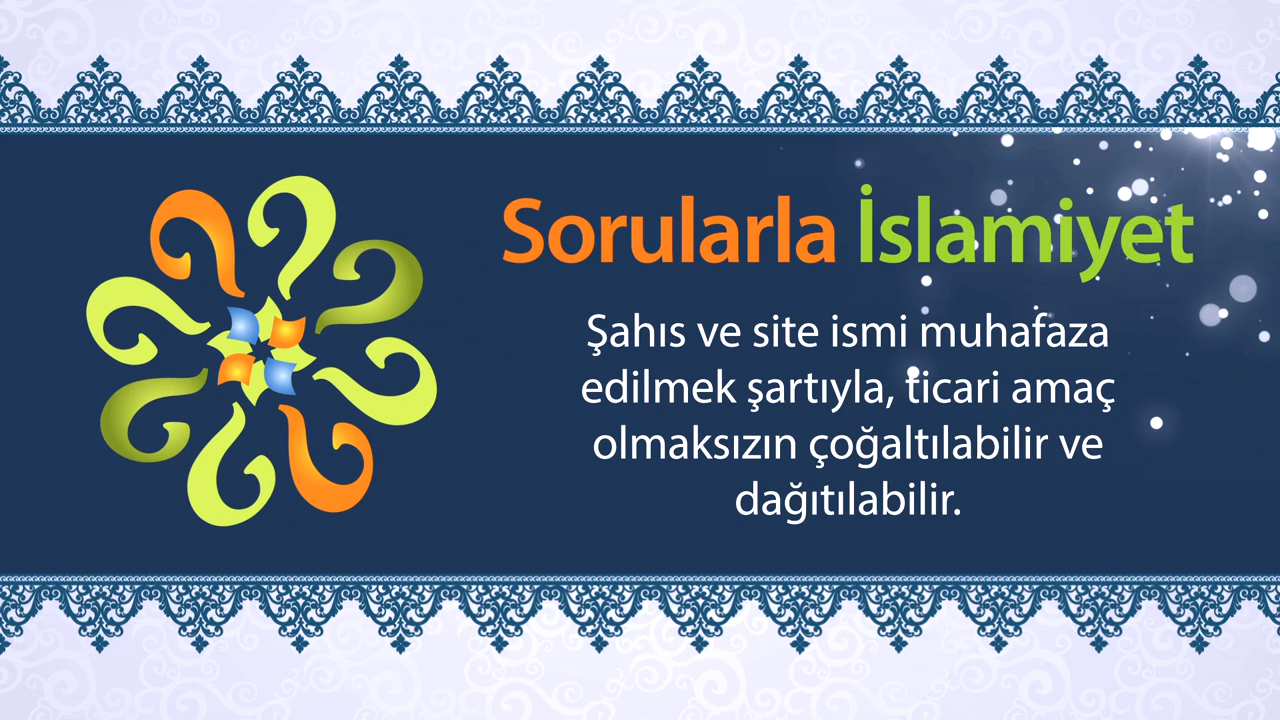 Sorularla İslamiyet
Şahıs ve site ismi muhafaza
edilmek şartıyla, ticari amaç
olmaksızın çoğaltılabilir ve
dağıtılabilir.